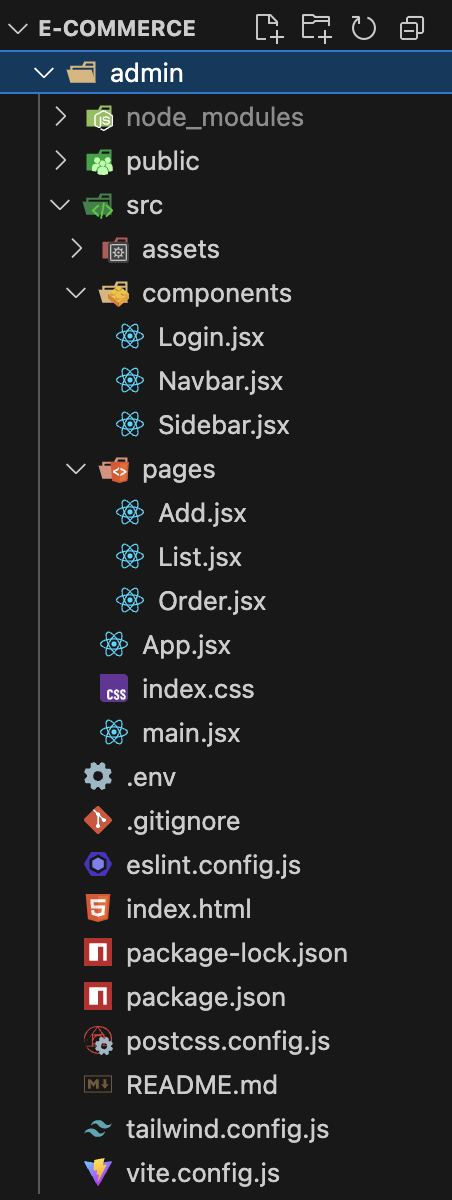 E-COMMERCE
admin
node_modules
public
src
assets
components
Login.jsx
Navbar.jsx
Sidebar.jsx
pages
Add.jsx
List.jsx
Order.jsx
App.jsx
index.css
main.jsx
.env
.gitignore
eslint.config.js
index.html
package-lock.json
package.json
postcss.config.js
README.md
tailwind.config.js
vite.config.js